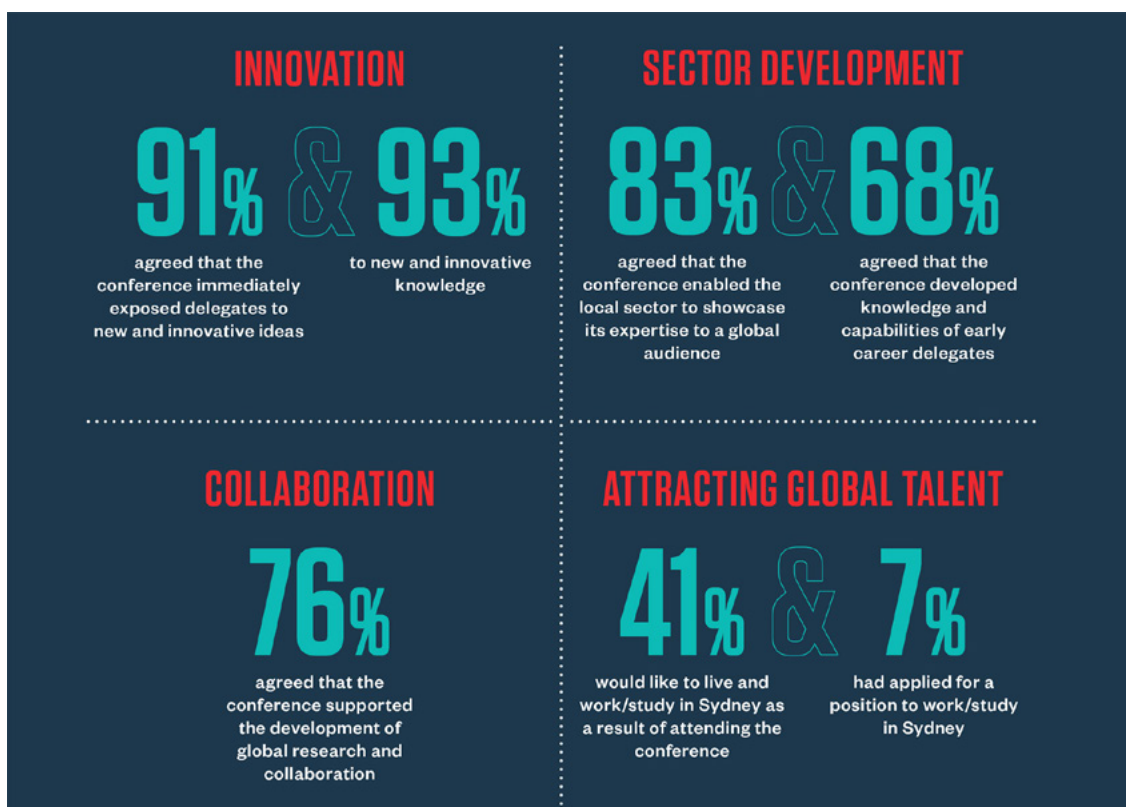 INNOVATION
91% & 93%
agreed that the
conference immediately
exposed delegates to
new and innovative ideas
to new and innovative
knowledge
SECTOR DEVELOPMENT
83% & 68%
agreed that the
conference enabled the
local sector to showcase
its expertise to a global
audience
agreed that the
conference developed
knowledge and
capabilities of early
career delegates
COLLABORATION
76%
agreed that the
conference supported
the development of
global research and
collaboration
ATTRACTING GLOBAL TALENT
41% & 7%
would like to live and
work/study in Sydney as
a result of attending the
conference
had applied for a
position to work/study
in Sydney